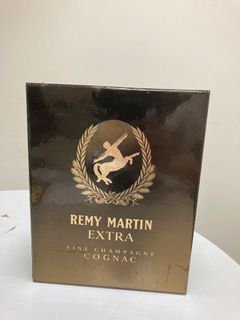 REMY MARTIN
EXTRA
FINE CHAMPAGNE
COGNAC